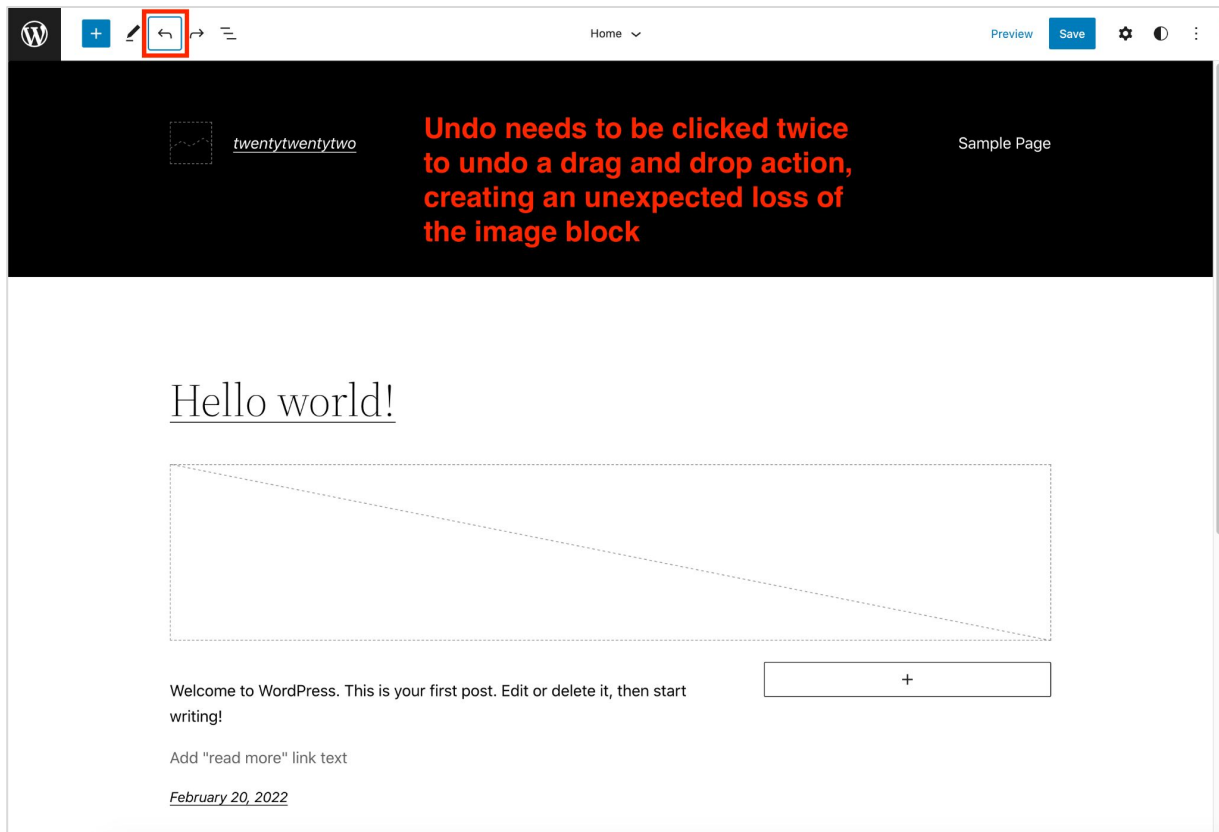 Home
Preview
Save
twentytwentytwo
Undo needs to be clicked twice
to undo a drag and drop action,
creating an unexpected loss of
the image block
Sample Page
Hello world!
Welcome to WordPress. This is your first post. Edit or delete it, then start
writing!
Add "read more" link text
February 20, 2022